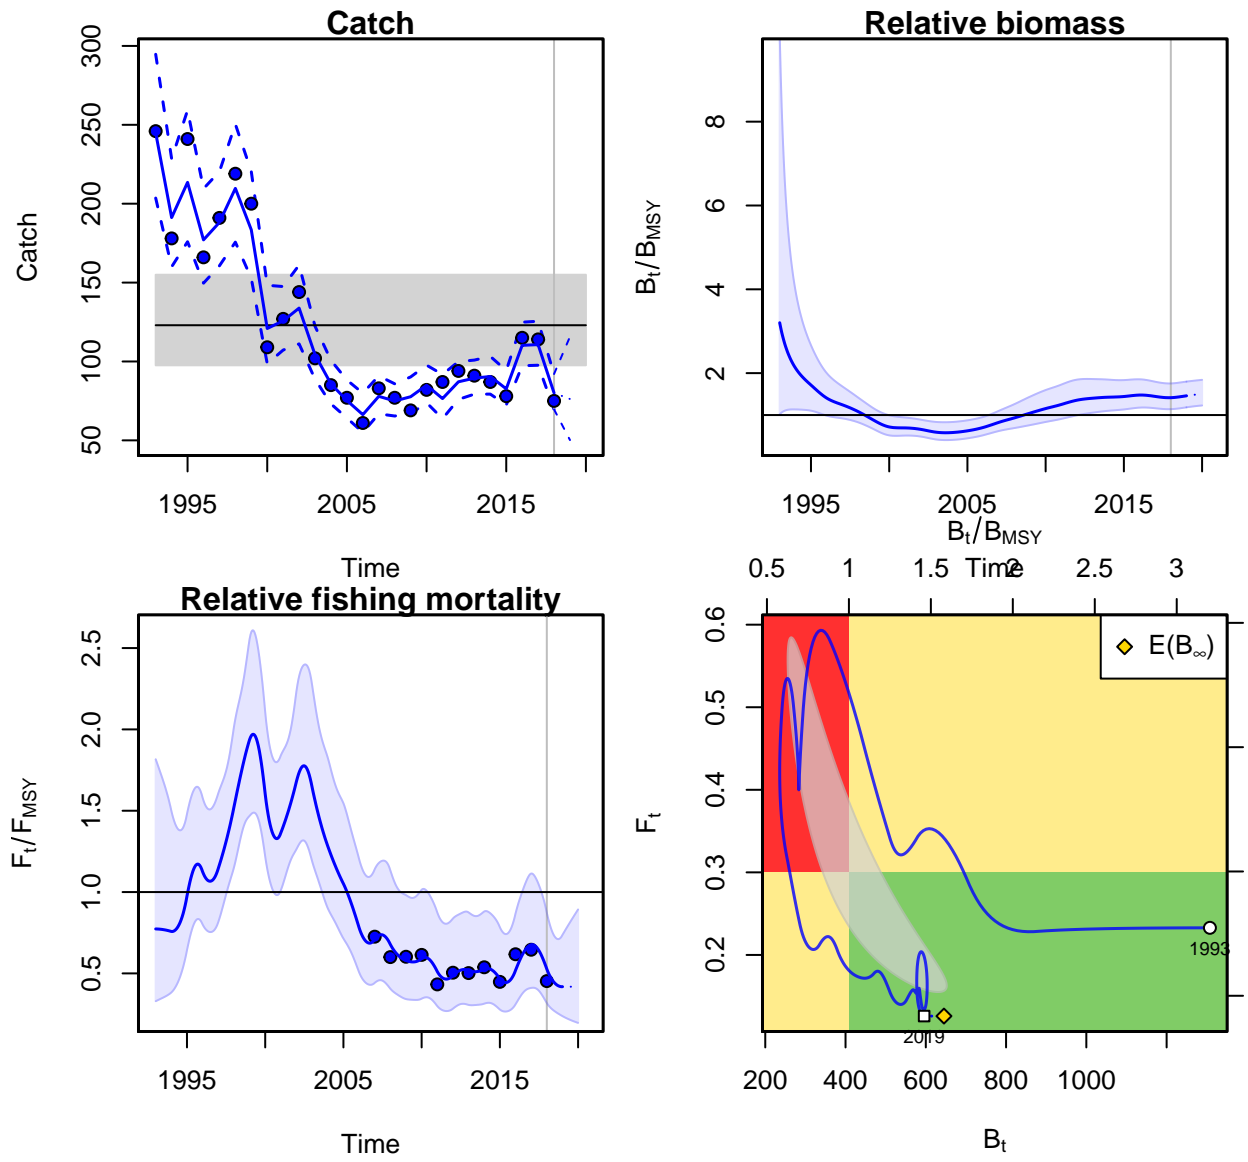 Catch
300
250
200
150
100
50
Catch
1995 2005 2015
Time
Relative biomass
8
6
4
2
Bt/BMSY
1995 2005 2015
Time
Relative fishing mortality
2.5
2.0
1.5
1.0
0.5
Ft/FMSY
1995 2005 2015
Time
Bt/BMSY
0.5 1 1.5 2 2.5 3
0.6
0.5
0.4
0.3
0.2
Ft
E(B∞)
1993
2019
200 400 600 800 1000
Bt